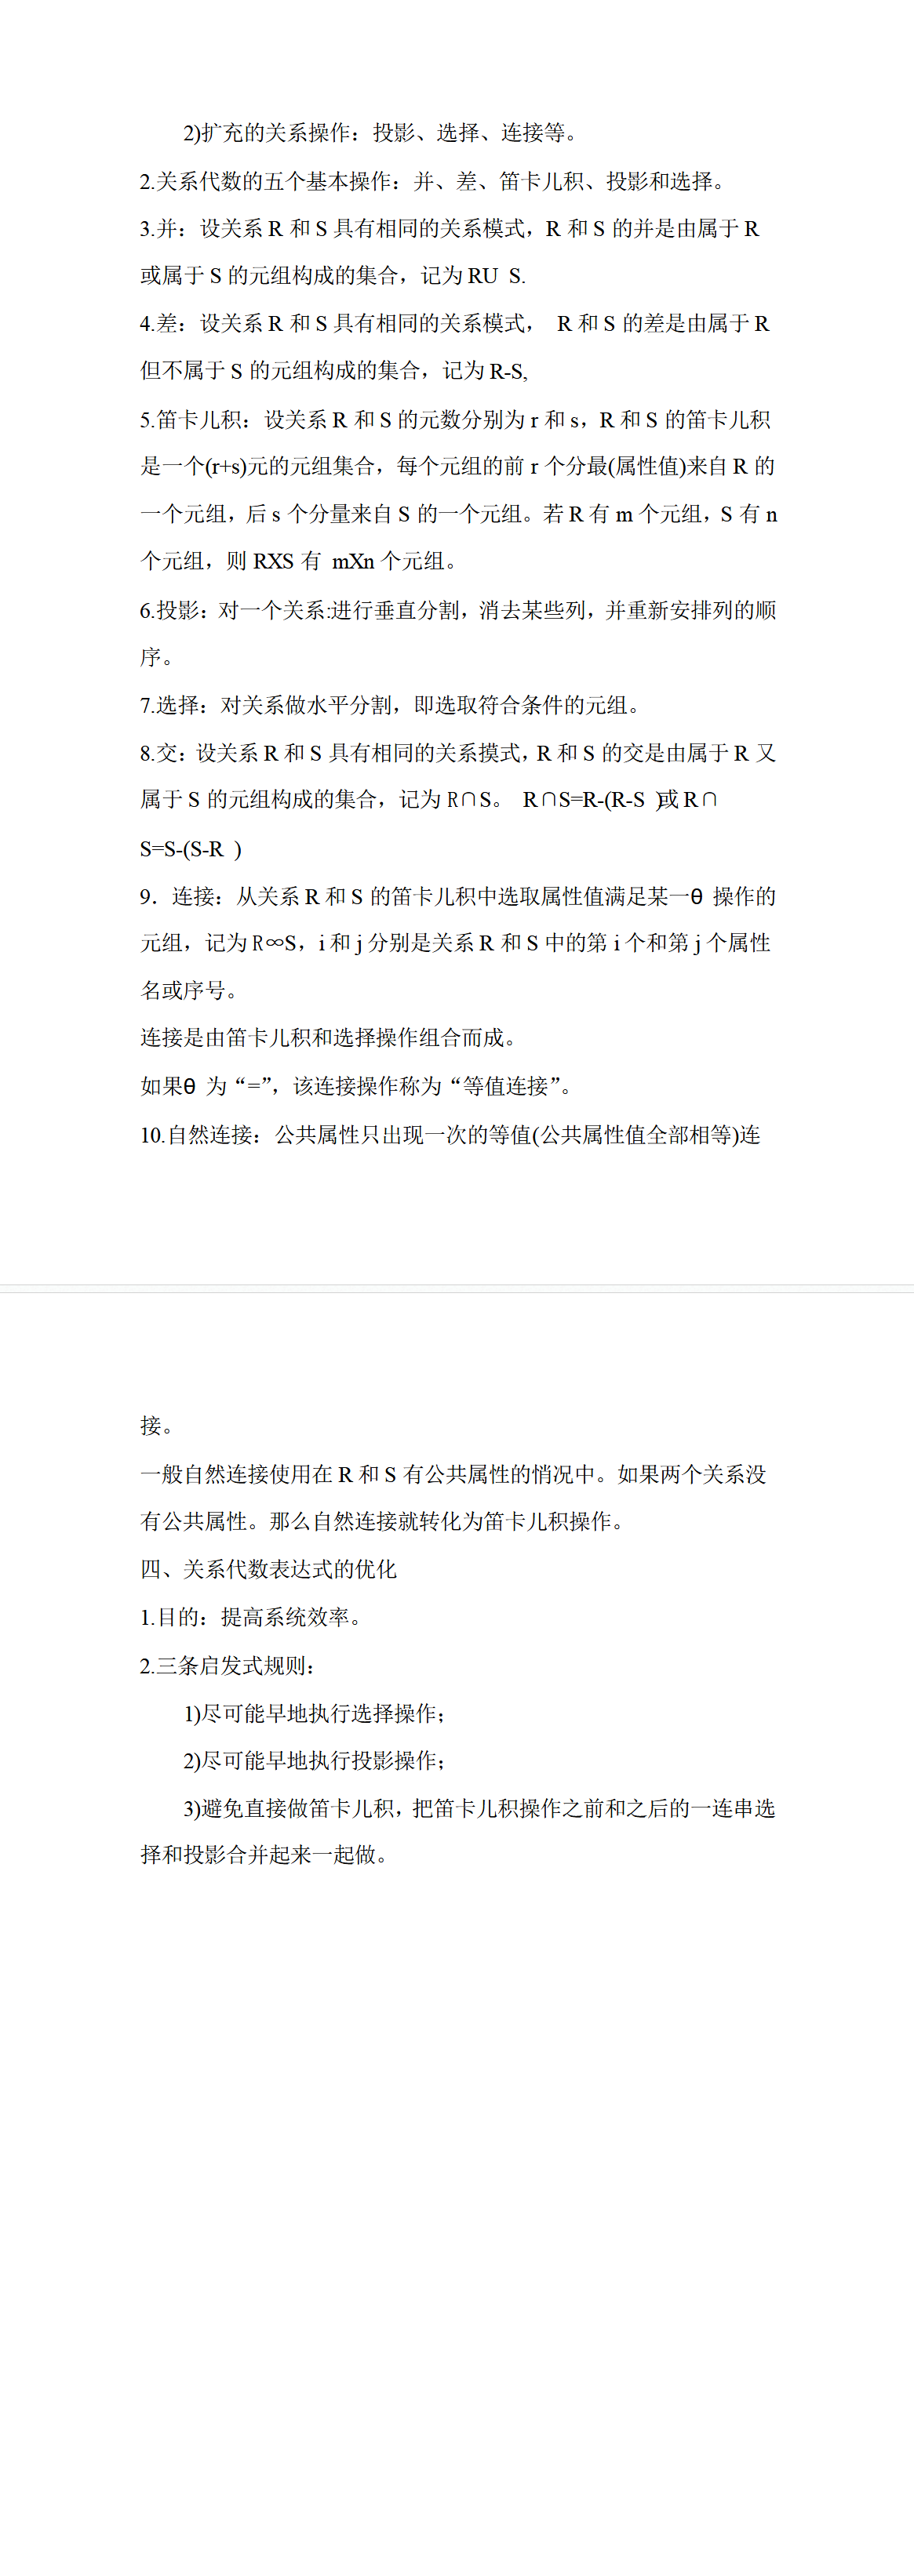 2)扩充的关系操作：投影、选择、连接等。
2.关系代数的五个基本操作：并、差、笛卡儿积、投影和选择。
3.并：设关系 R 和 S 具有相同的关系模式，R 和 S 的并是由属于 R
或属于 S 的元组构成的集合，记为 RU S.
4.差：设关系 R 和 S 具有相同的关系模式， R 和 S 的差是由属于 R
但不属于 S 的元组构成的集合，记为 R-S,
5.笛卡儿积：设关系 R 和 S 的元数分别为 r 和 s，R 和 S 的笛卡儿积
是一个(r+s)元的元组集合，每个元组的前 r 个分最(属性值)来自 R 的
一个元组，后 s 个分量来自 S 的一个元组。若 R 有 m 个元组，S 有 n
个元组，则 RXS 有 mXn 个元组。
6.投影：对一个关系:进行垂直分割，消去某些列，并重新安排列的顺
序。
7.选择：对关系做水平分割，即选取符合条件的元组。
8.交：设关系 R 和 S 具有相同的关系摸式，R 和 S 的交是由属于 R 又
属于 S 的元组构成的集合，记为 R∩S。 R∩S=R-(R-S )或 R∩
S=S-(S-R )
9．连接：从关系 R 和 S 的笛卡儿积中选取属性值满足某一θ 操作的
元组，记为 R∞S，i 和 j 分别是关系 R 和 S 中的第 i 个和第 j 个属性
名或序号。
连接是由笛卡儿积和选择操作组合而成。
如果θ 为“=”，该连接操作称为“等值连接”。
10.自然连接：公共属性只出现一次的等值(公共属性值全部相等)连
接。
一般自然连接使用在 R 和 S 有公共属性的悄况中。如果两个关系没
有公共属性。那么自然连接就转化为笛卡儿积操作。
四、关系代数表达式的优化
1.目的：提高系统效率。
2.三条启发式规则：
1)尽可能早地执行选择操作；
2)尽可能早地执行投影操作；
3)避免直接做笛卡儿积，把笛卡儿积操作之前和之后的一连串选
择和投影合并起来一起做。